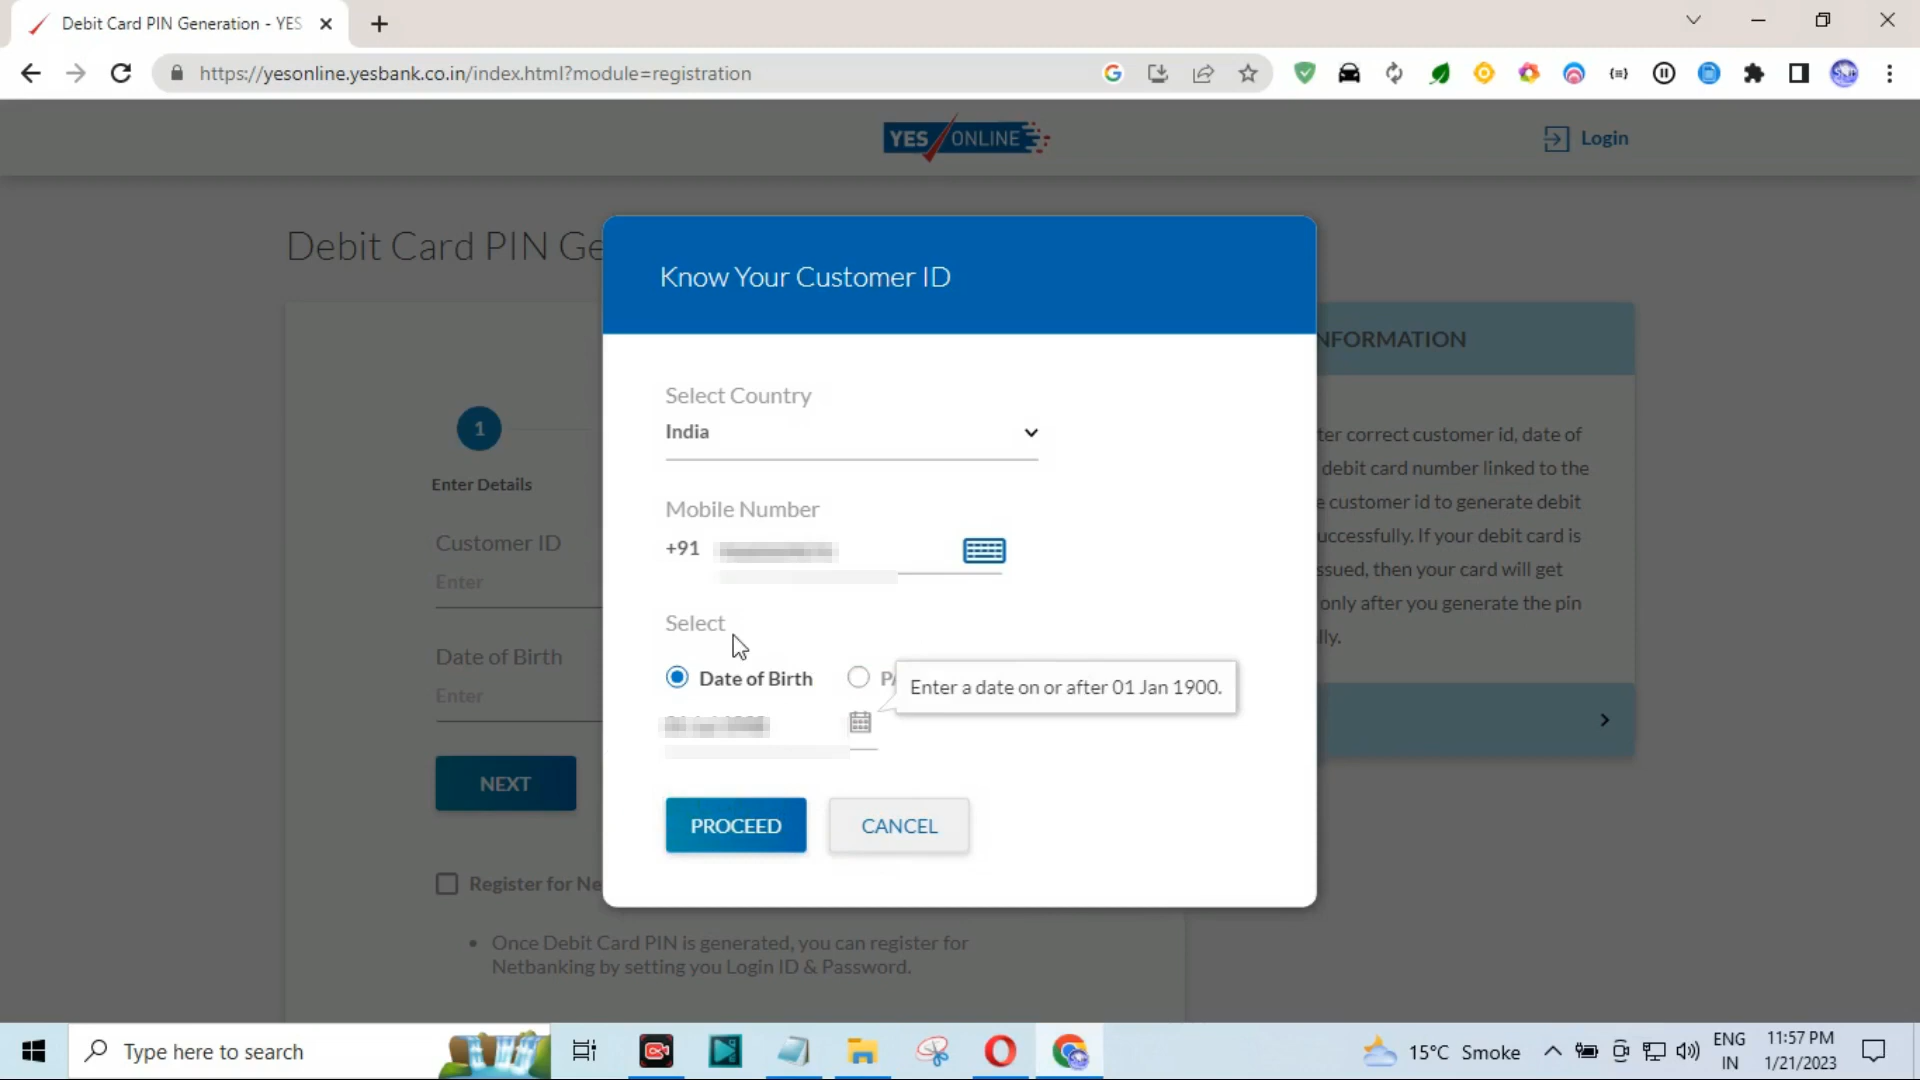 Debit Card PIN Generation - YES
https://yesonline.yesbank.co.in/index.html?module=registration
YES ONLINE
Login
Debit Card PIN Ge
Know Your Customer ID
NFORMATION
Select Country
India
1
Enter Details
Mobile Number
+91
Customer ID
Enter
Select
Date of Birth
Enter a date on or after 01 Jan 1900.
Date of Birth
Enter
ter correct customer id, date of
debit card number linked to the
e customer id to generate debit
uccessfully. If your debit card is
ssued, then your card will get
only after you generate the pin
lly.
NEXT
PROCEED
CANCEL
Register for Ne
• Once Debit Card PIN is generated, you can register for
Netbanking by setting you Login ID & Password.
Type here to search
15°C Smoke
ENG
IN
11:57 PM
1/21/2023